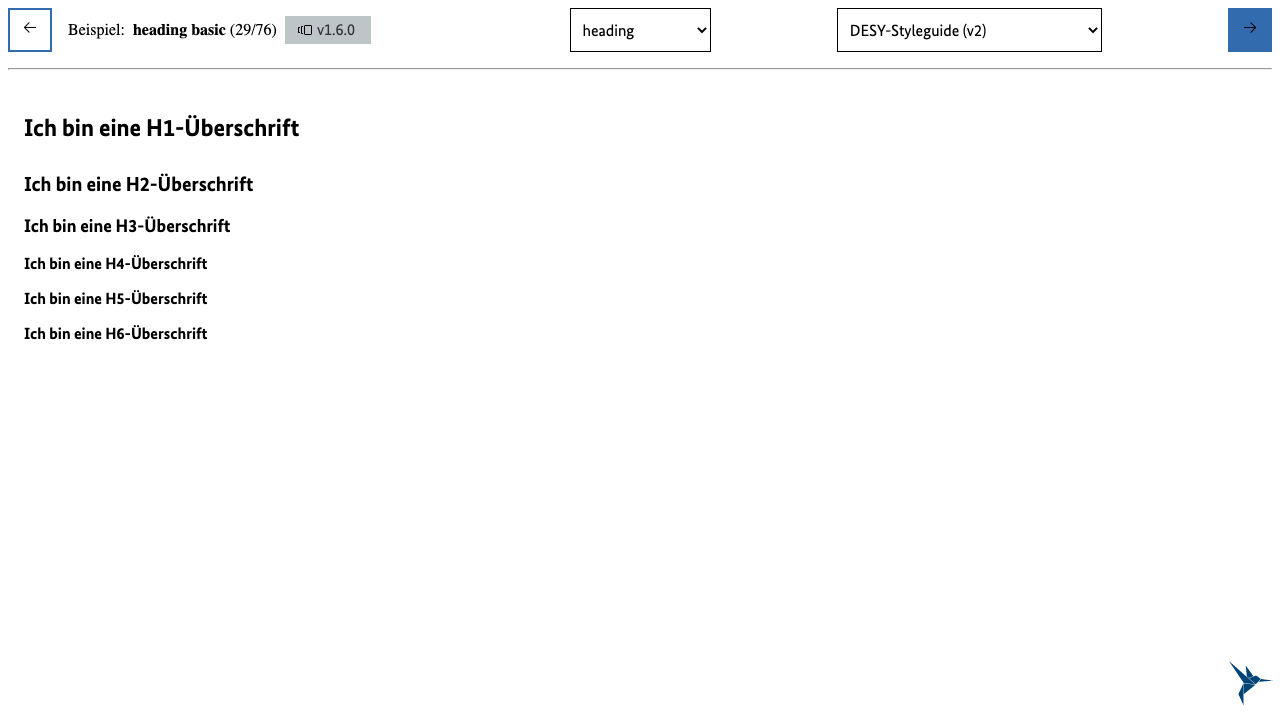 Beispiel: heading basic (29/76) v1.6.0 heading DESY-Styleguide (v2)
Ich bin eine H1-Überschrift
Ich bin eine H2-Überschrift
Ich bin eine H3-Überschrift
Ich bin eine H4-Überschrift
Ich bin eine H5-Überschrift
Ich bin eine H6-Überschrift